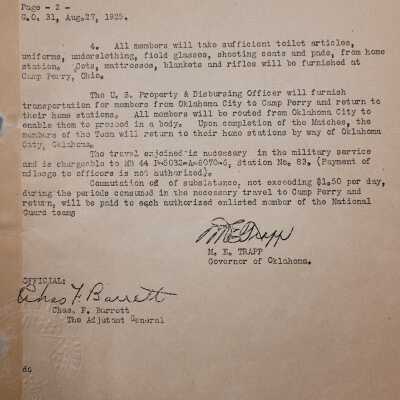 Page - 2 -
G.O. 31, Aug.27, 1925.
4. All members will take sufficient toilet articles,
uniforms, underclothing, field glasses, shooting coats and pads, from home
station. Cots, mattresses, blankets and rifles will be furnished at
Camp Perry, Ohio.
The U. S. Property & Disbursing Officer will furnish
transportation for members from Oklahoma City to Camp Perry and return to
their home stations. All members will be routed from Oklahoma City to
enable them to proceed in a body. Upon completion of the Matches, the
members of the Team will return to their home stations by way of Oklahoma
City, Oklahoma.
The travel enjoined is necessary in the military service
and is chargeable to 64 Station No. 83. (Payment of
mileage to officers is not authorized).
Commutation of of subsistance, not exceeding $1.50 per day,
during the periods consumed in the necessary travel to Camp Perry and
return, will be paid to each authorized enlisted member of the National
Guard team;
M E Trapp
M. E. TRAPP
Governor of Oklahoma.
OFFICIAL:
Chas F. Barrett
Chas. F. Barrett
The Adjutant General